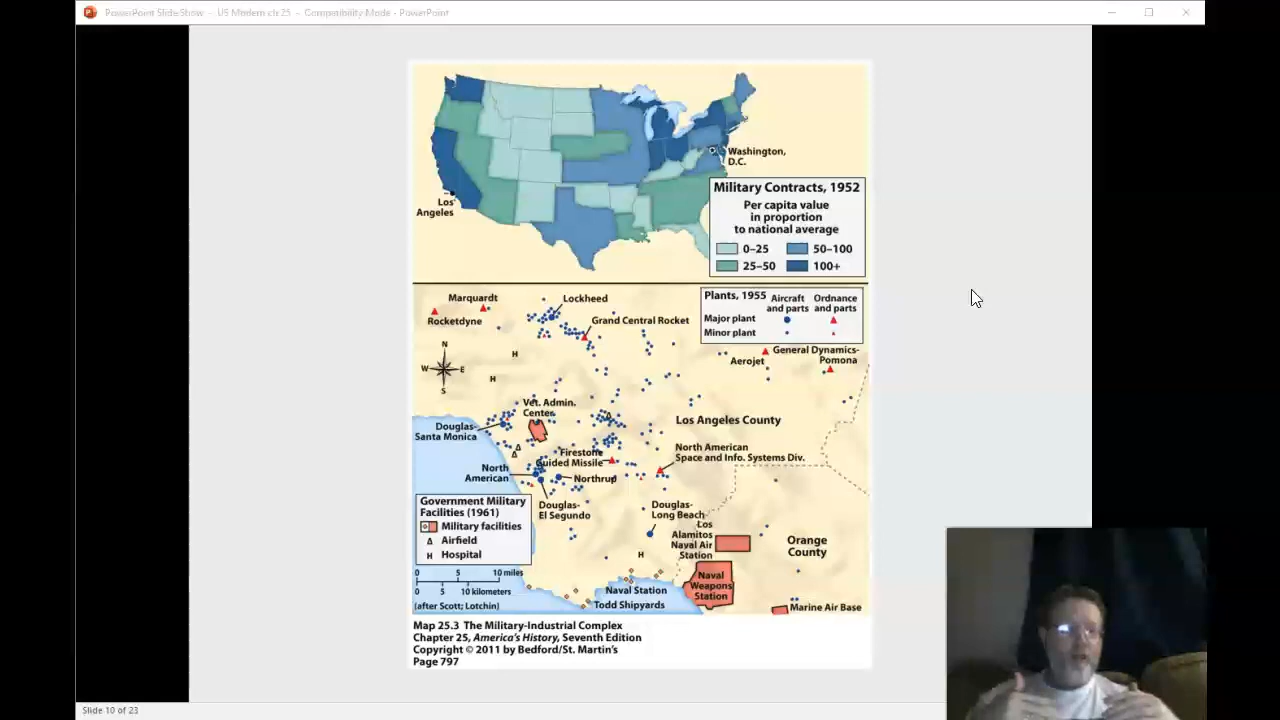 PowerPoint Slide Show - US Modern ch 25 - Compatibility Mode - PowerPoint
Washington,
D.C.
Los
Angeles
Military Contracts, 1952
Per capita value
in proportion
to national average
0–25
50–100
25–50
100+
Plants, 1955
Aircraft
and parts
Ordnance
and parts
Major plant
Minor plant
Marquardt
Rocketdyne
Lockheed
Grand Central Rocket
Aerojet
General Dynamics-
Pomona
N
W
E
S
H
H
Vet. Admin.
Center
Douglas-
Santa Monica
Los Angeles County
Firestone
Guided Missile
North American
Space and Info. Systems Div.
North
American
Northrup
Douglas-
El Segundo
Douglas-
Long Beach
Los
Alamitos
Naval Air
Station
Orange
County
H
Government Military
Facilities (1961)
Military facilities
Airfield
H Hospital
0 5 10 miles
0 5 10 kilometers
(after Scott; Lotchin)
Naval
Weapons
Station
Naval Station
Todd Shipyards
Marine Air Base
Map 25.3 The Military-Industrial Complex
Chapter 25, America's History, Seventh Edition
Copyright © 2011 by Bedford/St. Martin's
Page 797
Slide 10 of 23